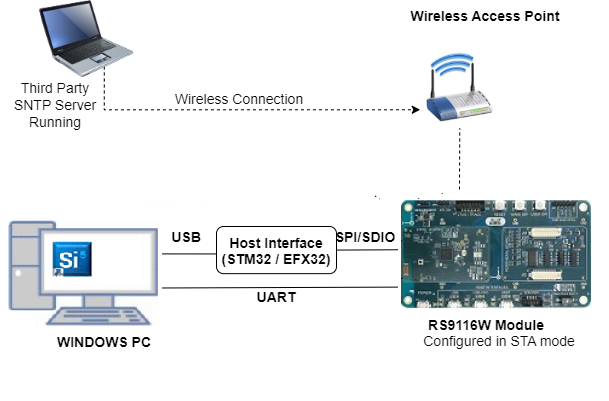 Wireless Access Point
Third Party
SNTP Server
Running
Wireless Connection
USB
Host Interface
(STM32 / EFX32)
SPI/SDIO
UART
Si 5
WINDOWS PC
RS9116W Module
Configured in STA mode